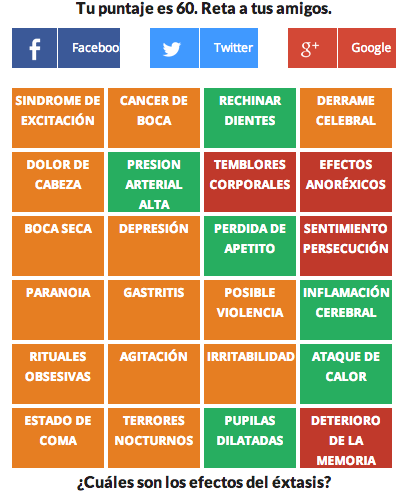 Tu puntaje es 60. Reta a tus amigos.
Faceboo Twitter Google
SINDROME DE EXCITACIÓN
CANCER DE BOCA
RECHINAR DIENTES
DERRAME CELEBRAL
DOLOR DE CABEZA
PRESION ARTERIAL ALTA
TEMBLORES CORPORALES
EFECTOS ANORÉXICOS
BOCA SECA
DEPRESIÓN
PERDIDA DE APETITO
SENTIMIENTO PERSECUCIÓN
PARANOIA
GASTRITIS
POSIBLE VIOLENCIA
INFLAMACIÓN CEREBRAL
RITUALES OBSESIVAS
AGITACIÓN
IRRITABILIDAD
ATAQUE DE CALOR
ESTADO DE COMA
TERRORES NOCTURNOS
PUPILAS DILATADAS
DETERIORO DE LA MEMORIA
¿Cuáles son los efectos del éxtasis?